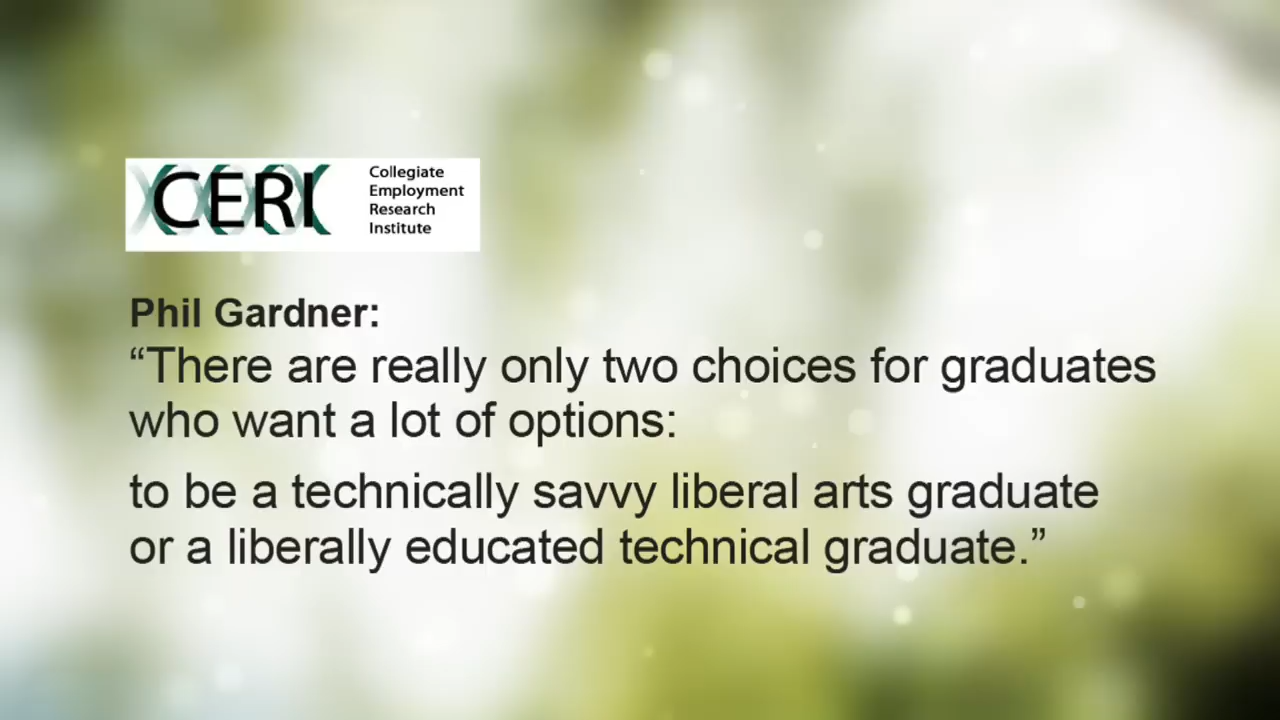 CERI
Collegiate
Employment
Research
Institute
Phil Gardner:
“There are really only two choices for graduates
who want a lot of options:
to be a technically savvy liberal arts graduate
or a liberally educated technical graduate.”